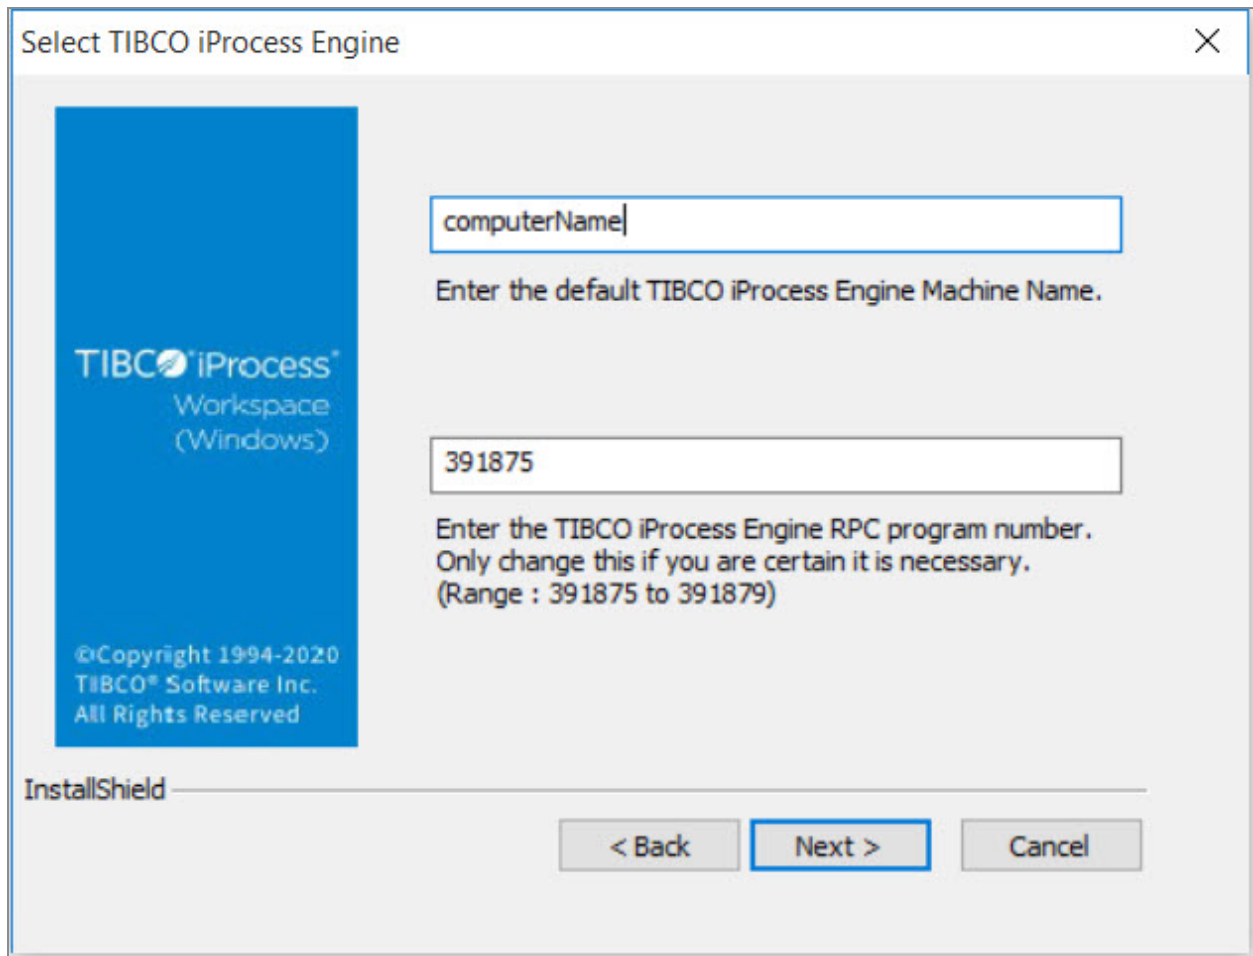 Select TIBCO iProcess Engine
computerName
Enter the default TIBCO iProcess Engine Machine Name.
TIBCO® iProcess®
Workspace
(Windows)
391875
Enter the TIBCO iProcess Engine RPC program number.
Only change this if you are certain it is necessary.
(Range : 391875 to 391879)
©Copyright 1994-2020
TIBCO® Software Inc.
All Rights Reserved
InstallShield
< Back
Next >
Cancel